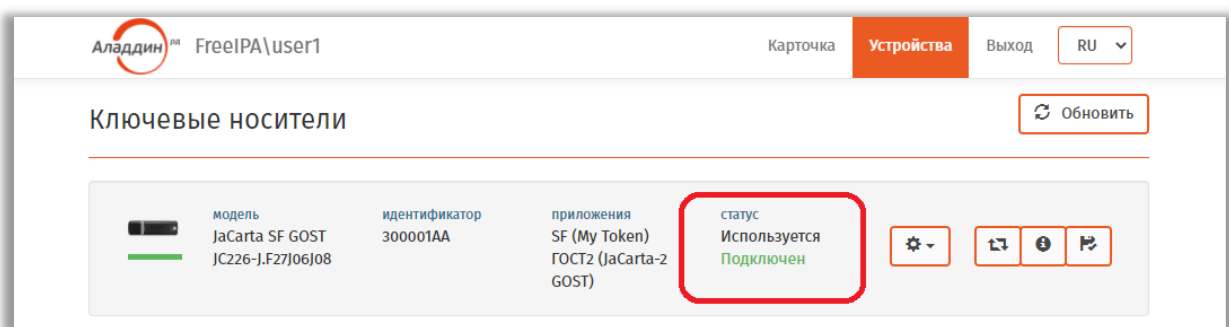 Аладдин РД FreeIPA\user1 Карточка Устройства Выход RU
Ключевые носители Обновить
модель идентификатор приложения статус
JaCarta SF GOST 300001AA SF (My Token) Используется
JC226-J.F27J06J08 ГОСТ2 (JaCarta-2 Подключен
GOST)